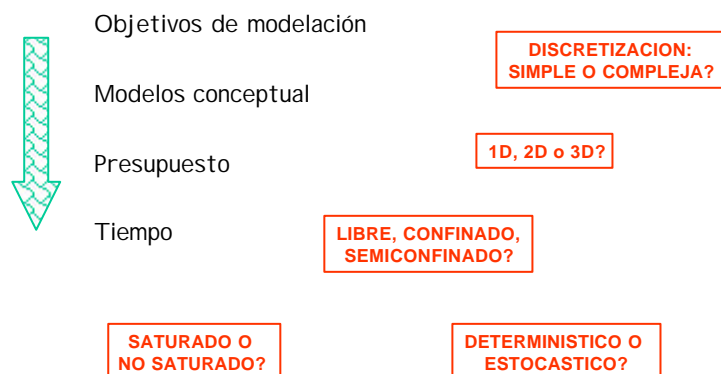 Objetivos de modelación
DISCRETIZACION:
SIMPLE O COMPLEJA?
Modelos conceptual
1D, 2D o 3D?
Presupuesto
Tiempo
LIBRE, CONFINADO,
SEMICONFINADO?
SATURADO O
NO SATURADO?
DETERMINISTICO O
ESTOCASTICO?